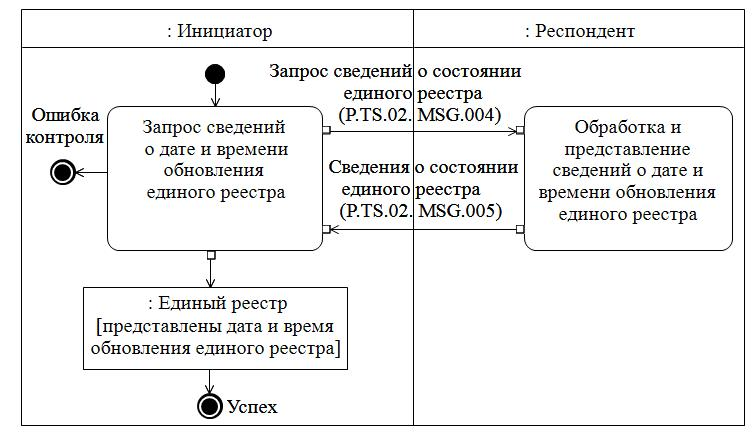 : Инициатор
: Респондент
Запрос сведений о состоянии
единого реестра
(P.TS.02. MSG.004)
Ошибка
контроля
Запрос сведений
о дате и времени
обновления
единого реестра
Обработка и
представление
сведений о дате и
времени обновления
единого реестра
Сведения о состоянии
единого реестра
(P.TS.02. MSG.005)
: Единый реестр
[представлены дата и время
обновления единого реестра]
Успех